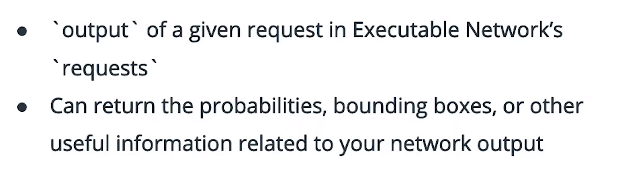 • `output` of a given request in Executable Network’s
`requests`
• Can return the probabilities, bounding boxes, or other
useful information related to your network output